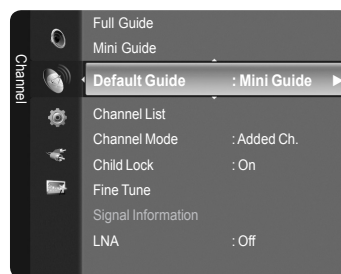 Channel
Full Guide
Mini Guide
Default Guide : Mini Guide ►
Channel List
Channel Mode : Added Ch.
Child Lock : On
Fine Tune
Signal Information
LNA : Off